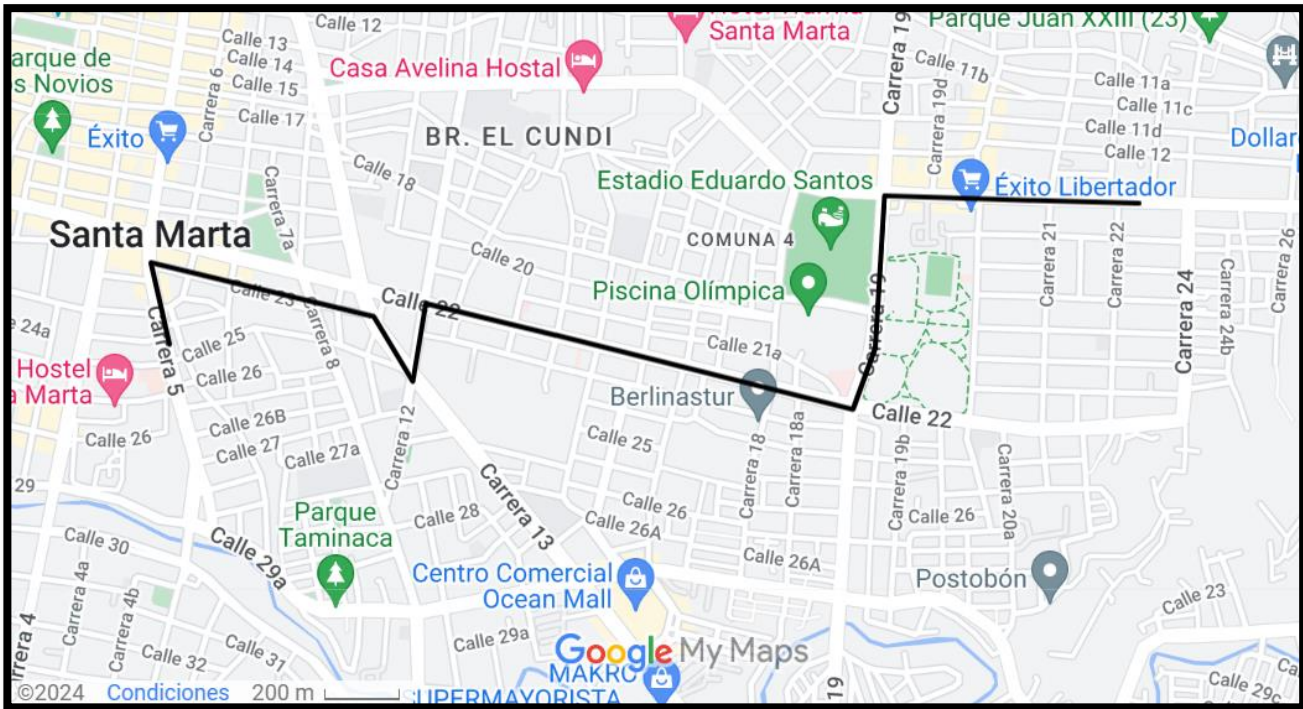 Calle 12
Carrera 19
Santa Marta
Parque Juan XXIII (23)
Calle 13
Calle 14
Calle 15
Calle 17
Carrera 6
Casa Avelina Hostal
Calle 11b
Calle 11a
Calle 11c
Calle 11d
Calle 12
Carrera 19d
Éxito
BR. EL CUNDI
Calle 18
Carrera 7a
Estadio Eduardo Santos
Éxito Libertador
Santa Marta
COMUNA 4
Calle 20
Piscina Olímpica
Carrera 19
Carrera 21
Carrera 22
Carrera 24
Carrera 26
Carrera 24b
Calle 23
Calle 22
Carrera 8
24a
Carrera 5
Calle 25
Calle 21a
Hostel
Marta
Calle 26
Berlinastur
Calle 22
Calle 26B
Calle 26
Calle 27
Calle 27a
Carrera 12
Calle 25
Carrera 18
Carrera 18a
Carrera 19b
Carrera 20a
29
Carrera 13
Calle 26
Calle 26A
Calle 26
Parque
Taminaca
Calle 28
Calle 30
Calle 29a
Centro Comercial
Ocean Mall
Calle 26A
Postobón
Calle 23
Carrera 4
Carrera 4a
Carrera 4b
Calle 32
Calle 31
Calle 29a
Google My Maps
MAKRO
SUPERMAYORISTA
19
Calle 29c
©2024 Condiciones 200 m